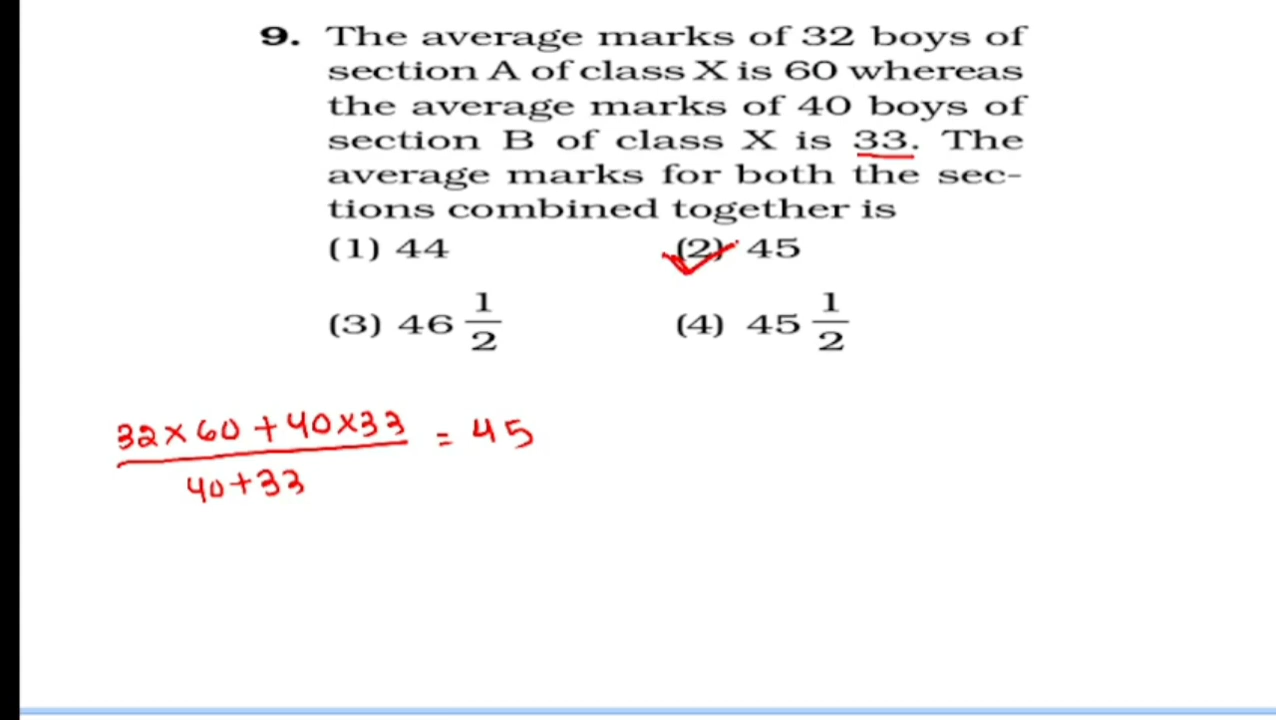 9. The average marks of 32 boys of
section A of class X is 60 whereas
the average marks of 40 boys of
section B of class X is 33. The
average marks for both the sec-
tions combined together is
(1) 44 (2) 45
(3) 46 1/2 (4) 45 1/2
32 × 60 + 40 × 33 = 45
40 + 33